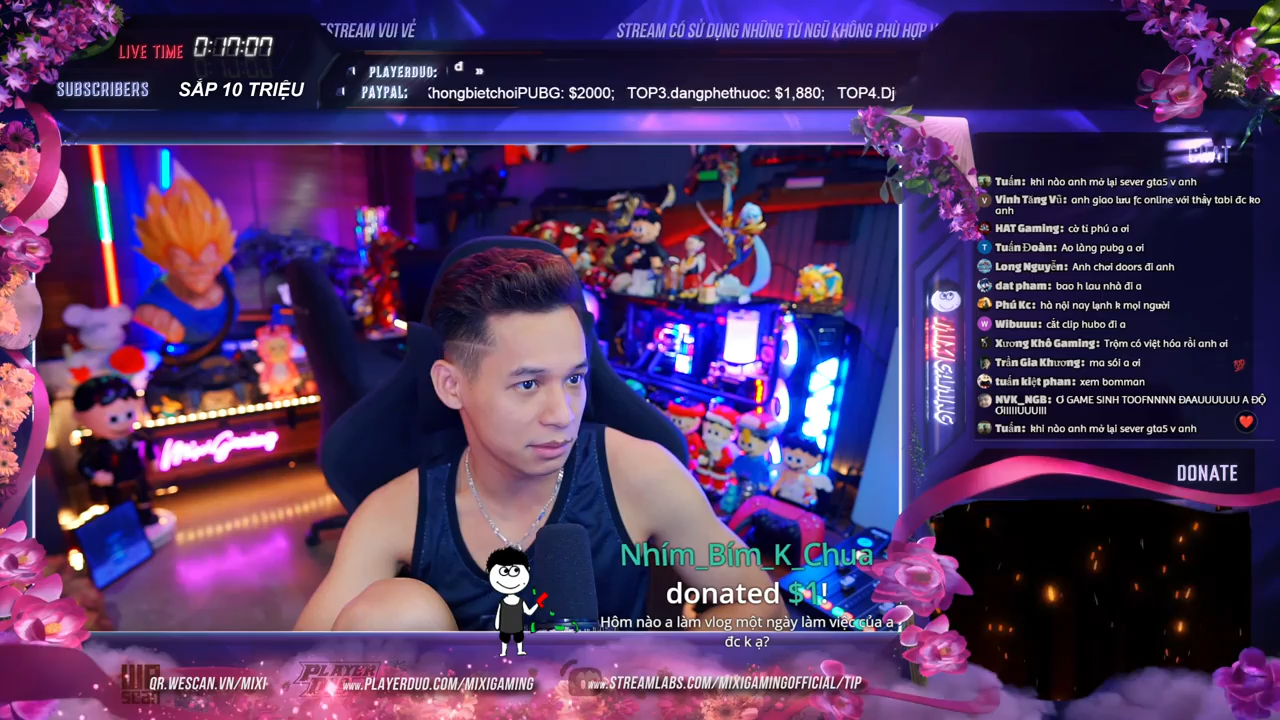 STREAM VUI VẺ
STREAM CÓ SỬ DỤNG NHỮNG TỪ NGỮ KHÔNG PHÙ HỢP
LIVE TIME 0:17:07
SUBSCRIBERS SẮP 10 TRIỆU
PLAYERDUO: d »
PAYPAL: KhongbietchoiPUBG: $2000; TOP3.dangphethuoc: $1,880; TOP4.Dj
CHAT
Tuấn: khi nào anh mở lại sever gta5 v anh
Vinh Tăng Vũ: anh giao lưu fc online với thầy tabi đc ko
anh
HAT Gaming: cờ tỉ phú a ơi
Tuấn Đoàn: Ao làng pubg a ơi
Long Nguyễn: Anh chơi doors đi anh
dat pham: bao h lau nhà đi a
Phú Kc: hà nội nay lạnh k mọi người
Wibuuu: cắt clip hubo đi a
Xương Khô Gaming: Trộm có việt hóa rồi anh ơi
Trần Gia Khương: ma sói a ơi
tuấn kiệt phan: xem bomman
NVK_NGB: Ơ GAME SINH TOOFNNNN ĐAAUUUUUU A ĐỘ
ƠIIIIUUUIII
Tuấn: khi nào anh mở lại sever gta5 v anh
MIXIGAMING
MixiGaming
DONATE
Nhím_Bím_K_Chua
donated $1!
Hôm nào a làm vlog một ngày làm việc của a
đc k ạ?
QR.WESCAN.VN/MIXI
PLAYER
www.PLAYERDUO.COM/MIXIGAMING
www.STREAMLABS.COM/MIXIGAMINGOFFICIAL/TIP